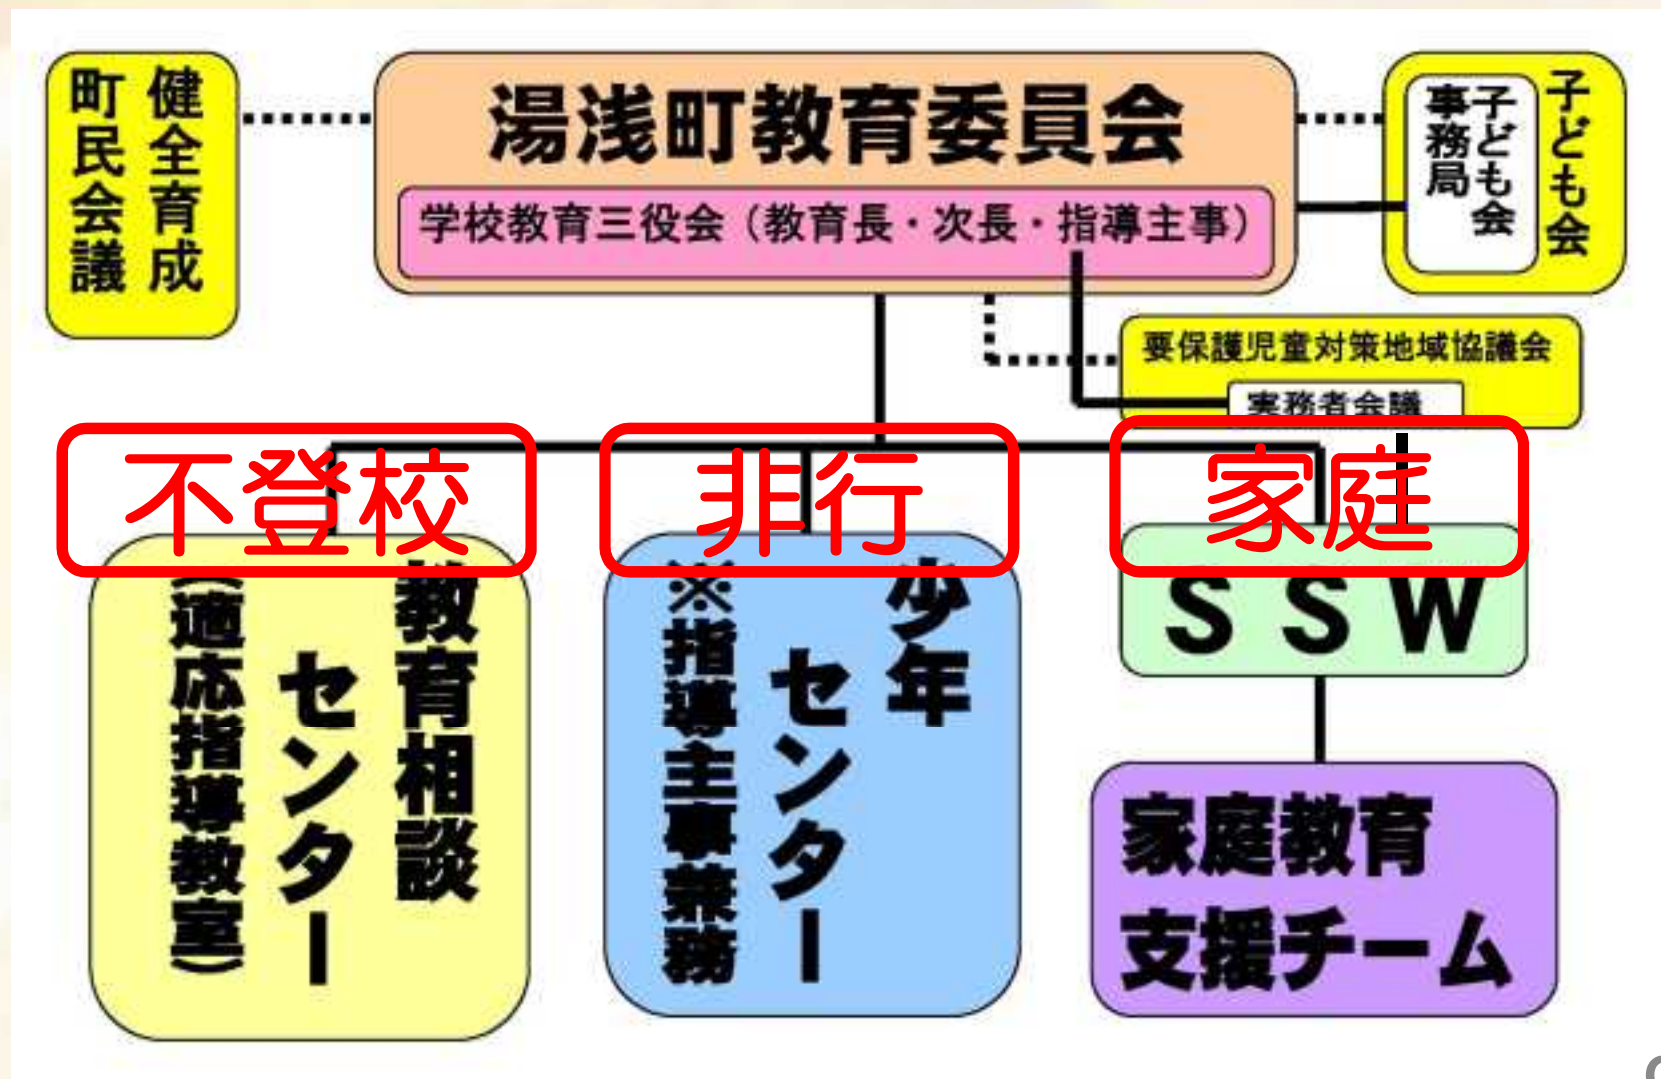 健全育成
町民会議
湯浅町教育委員会
学校教育三役会（教育長・次長・指導主事）
子ども会
子ども会
事務局
要保護児童対策地域協議会
実務者会議
不登校
非行
家庭
教育相談
センター
（適応指導教室）
少年
センター
※指導主事兼務
ＳＳＷ
家庭教育
支援チーム